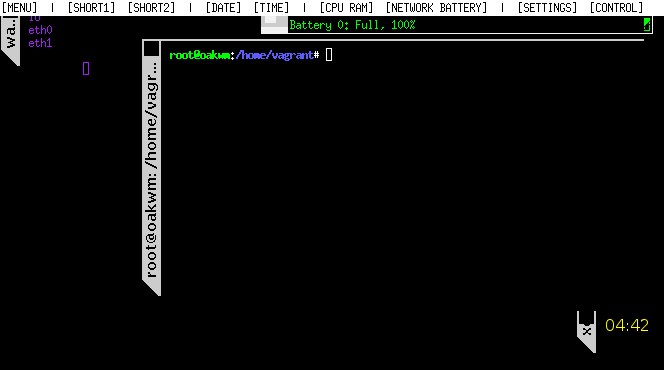 [MENU] | [SHORT1] [SHORT2] | [DATE] [TIME] | [CPU RAM] [NETWORK BATTERY] | [SETTINGS] [CONTROL]
wa...
lo
eth0
eth1
Battery 0: Full, 100%
root@oakwm: /home/vagr...
root@oakwm:/home/vagrant#
x
04:42